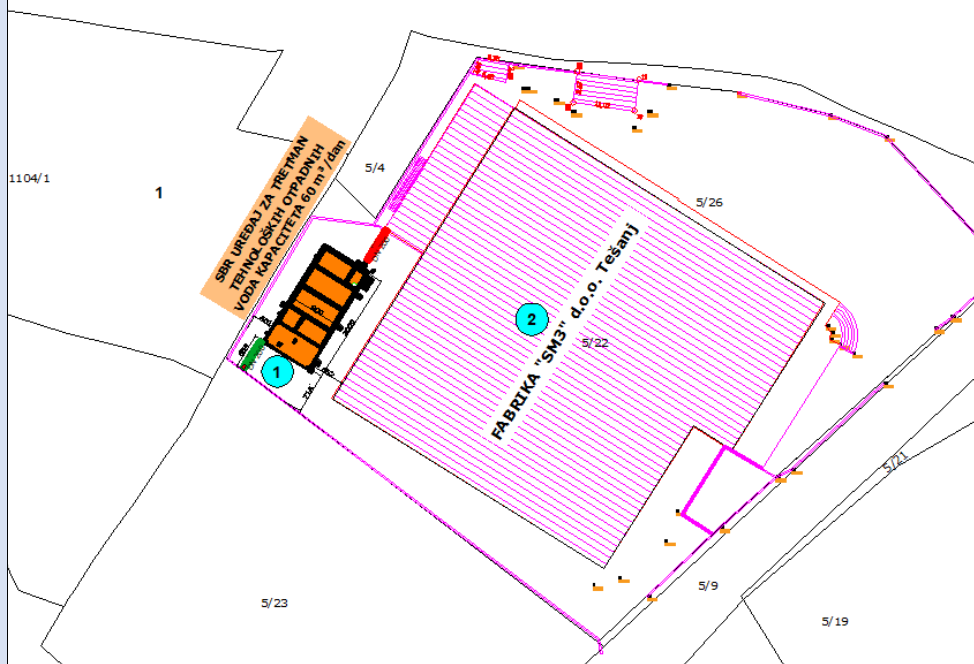 5/4
1104/1
1
SBR UREĐAJ ZA TRETMAN
TEHNOLOŠKIH OTPADNIH
VODA KAPACITETA 60 m³/dan
5/26
FABRIKA "SM3" d.o.o. Tešanj
2
5/22
1
5/21
5/23
5/9
5/19